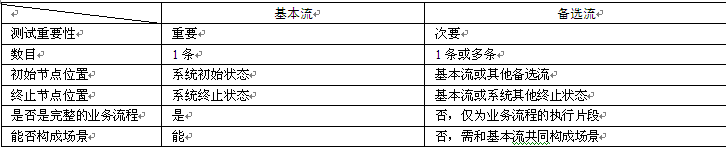 基本流 备选流
测试重要性 重要 次要
数目 1 条 1 条或多条
初始节点位置 系统初始状态 基本流或其他备选流
终止节点位置 系统终止状态 基本流或系统其他终止状态
是否是完整的业务流程 是 否，仅为业务流程的执行片段
能否构成场景 能 否，需和基本流共同构成场景